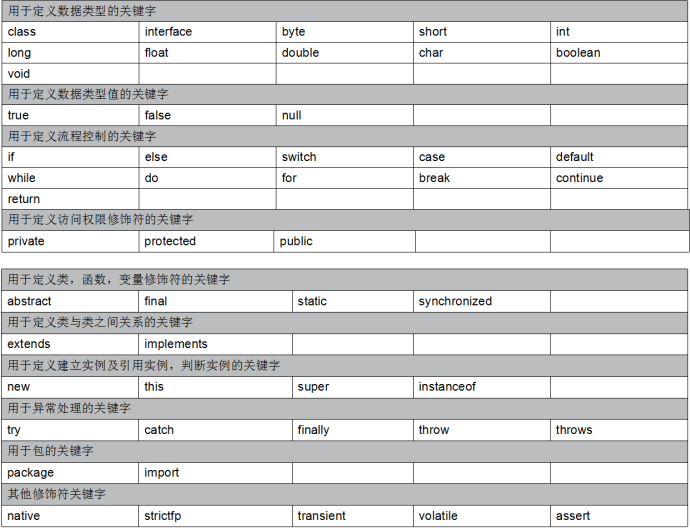 用于定义数据类型的关键字
class interface byte short int
long float double char boolean
void
用于定义数据类型值的关键字
true false null
用于定义流程控制的关键字
if else switch case default
while do for break continue
return
用于定义访问权限修饰符的关键字
private protected public
用于定义类，函数，变量修饰符的关键字
abstract final static synchronized
用于定义类与类之间关系的关键字
extends implements
用于定义建立实例及引用实例，判断实例的关键字
new this super instanceof
用于异常处理的关键字
try catch finally throw throws
用于包的关键字
package import
其他修饰符关键字
native strictfp transient volatile assert